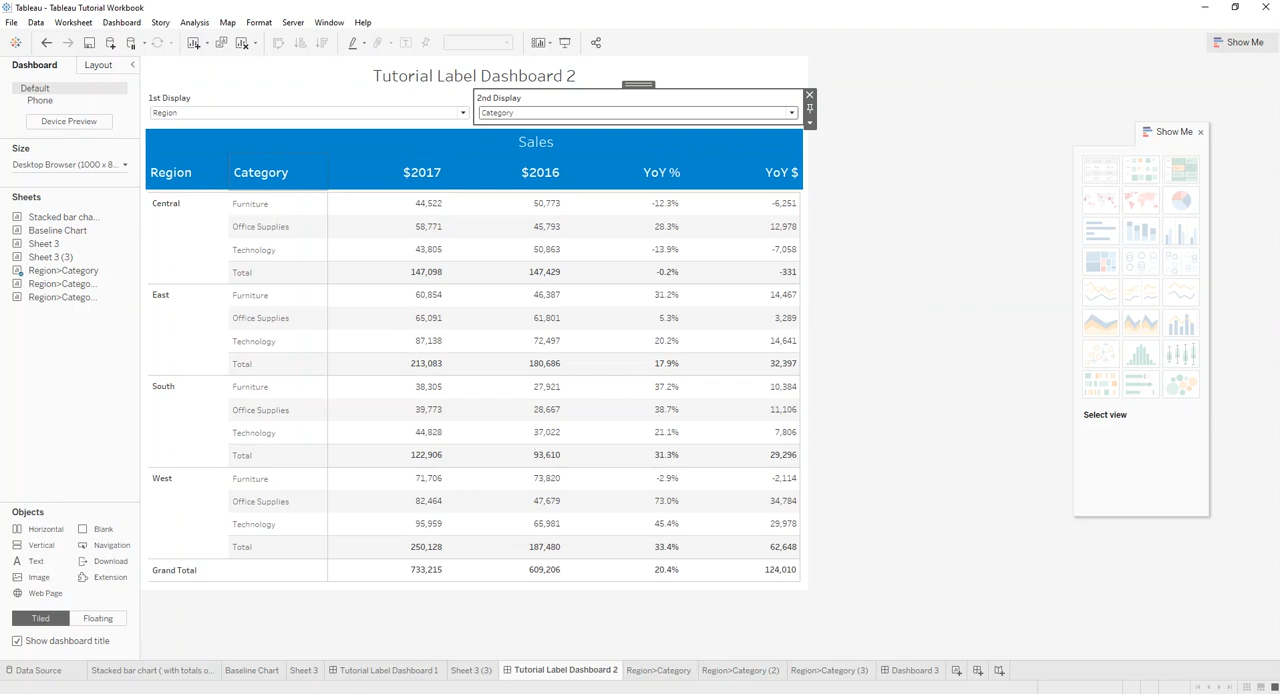 Tableau - Tableau Tutorial Workbook
File Data Worksheet Dashboard Story Analysis Map Format Server Window Help
Show Me
Dashboard Layout
Default
Phone
Device Preview
Size
Desktop Browser (1000 x 8...
Sheets
Stacked bar cha...
Baseline Chart
Sheet 3
Sheet 3 (3)
Region>Category
Region>Catego...
Region>Catego...
Objects
Horizontal Blank
Vertical Navigation
Text Download
Image Extension
Web Page
Tiled Floating
Show dashboard title
Tutorial Label Dashboard 2
1st Display 2nd Display
Region Category
Sales
Region Category $2017 $2016 YoY % YoY $
Central Furniture 44,522 50,773 -12.3% -6,251
Office Supplies 58,771 45,793 28.3% 12,978
Technology 43,805 50,863 -13.9% -7,058
Total 147,098 147,429 -0.2% -331
East Furniture 60,854 46,387 31.2% 14,467
Office Supplies 65,091 61,801 5.3% 3,289
Technology 87,138 72,497 20.2% 14,641
Total 213,083 180,686 17.9% 32,397
South Furniture 38,305 27,921 37.2% 10,384
Office Supplies 39,773 28,667 38.7% 11,106
Technology 44,828 37,022 21.1% 7,806
Total 122,906 93,610 31.3% 29,296
West Furniture 71,706 73,820 -2.9% -2,114
Office Supplies 82,464 47,679 73.0% 34,784
Technology 95,959 65,981 45.4% 29,978
Total 250,128 187,480 33.4% 62,648
Grand Total 733,215 609,206 20.4% 124,010
Show Me
Select view
Data Source Stacked bar chart ( with totals o... Baseline Chart Sheet 3 Tutorial Label Dashboard 1 Sheet 3 (3) Tutorial Label Dashboard 2 Region>Category Region>Category (2) Region>Category (3) Dashboard 3